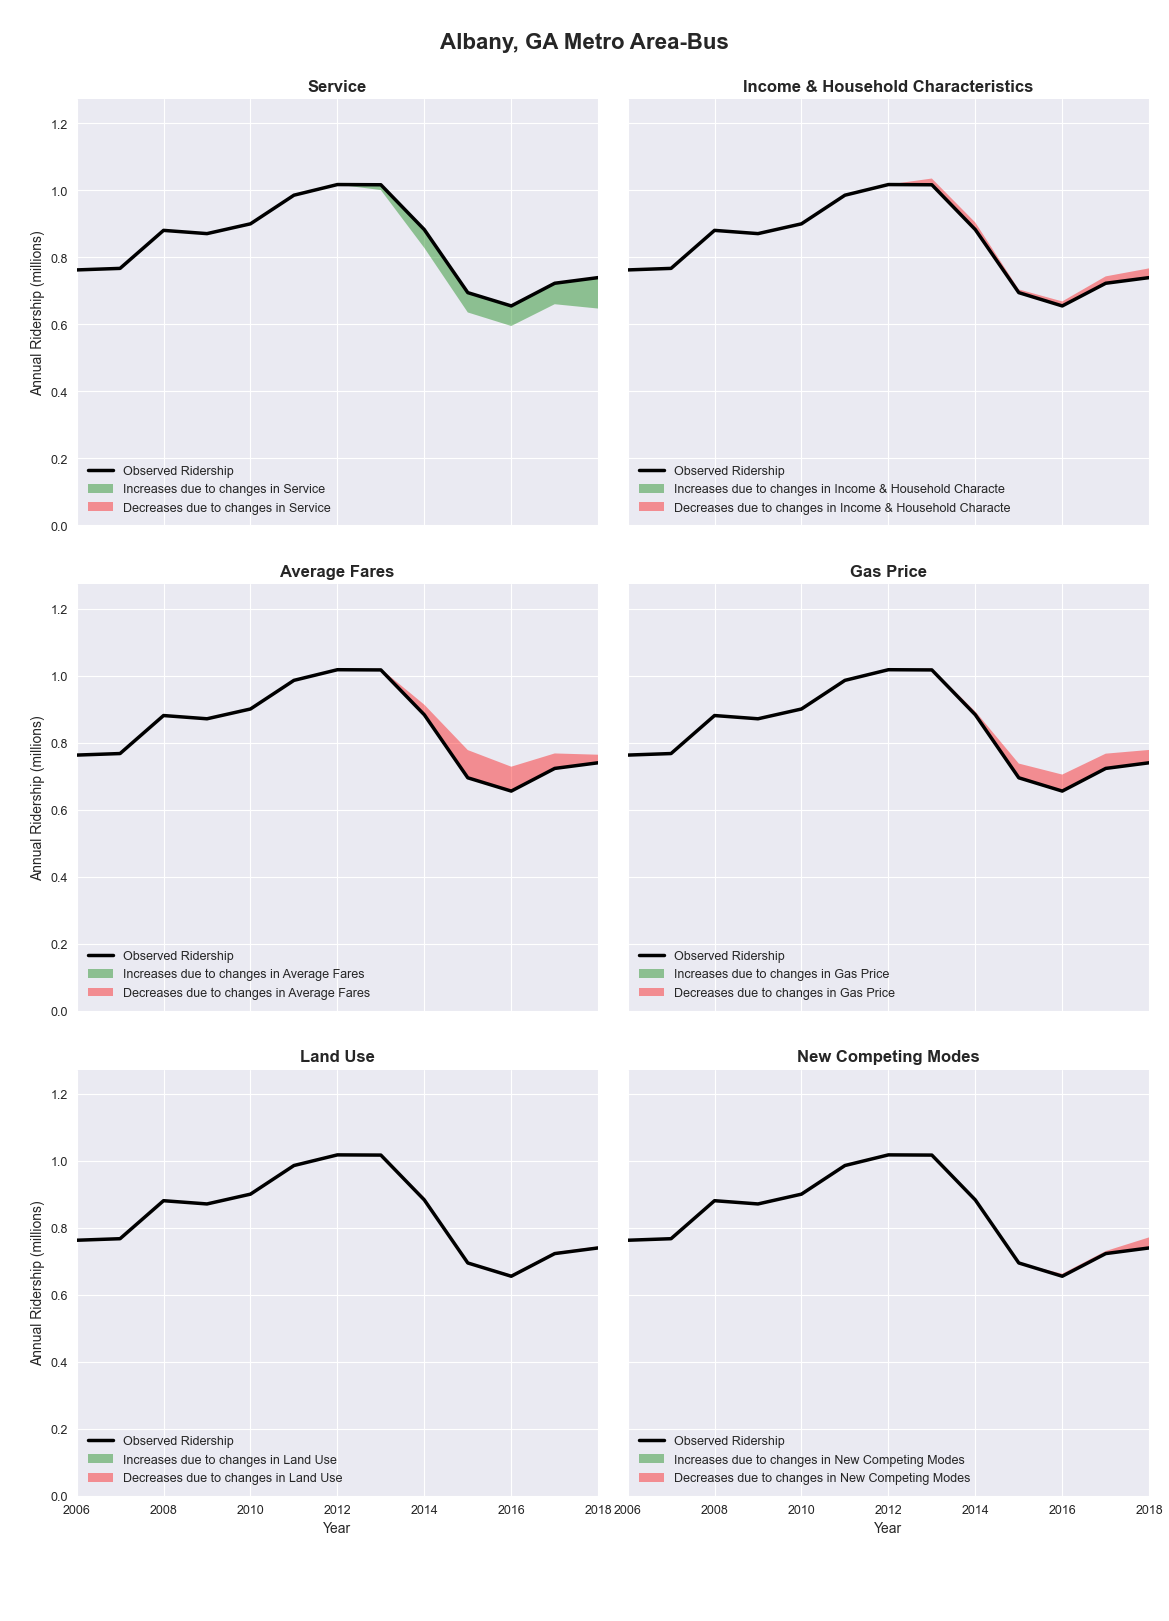 Albany, GA Metro Area-Bus
Service
Annual Ridership (millions)
1.2
1.0
0.8
0.6
0.4
0.2
0.0
Observed Ridership
Increases due to changes in Service
Decreases due to changes in Service
Income & Household Characteristics
Observed Ridership
Increases due to changes in Income & Household Characte
Decreases due to changes in Income & Household Characte
Average Fares
Annual Ridership (millions)
1.2
1.0
0.8
0.6
0.4
0.2
0.0
Observed Ridership
Increases due to changes in Average Fares
Decreases due to changes in Average Fares
Gas Price
Observed Ridership
Increases due to changes in Gas Price
Decreases due to changes in Gas Price
Land Use
Annual Ridership (millions)
1.2
1.0
0.8
0.6
0.4
0.2
0.0
Observed Ridership
Increases due to changes in Land Use
Decreases due to changes in Land Use
2006 2008 2010 2012 2014 2016 2018
Year
New Competing Modes
Observed Ridership
Increases due to changes in New Competing Modes
Decreases due to changes in New Competing Modes
2006 2008 2010 2012 2014 2016 2018
Year